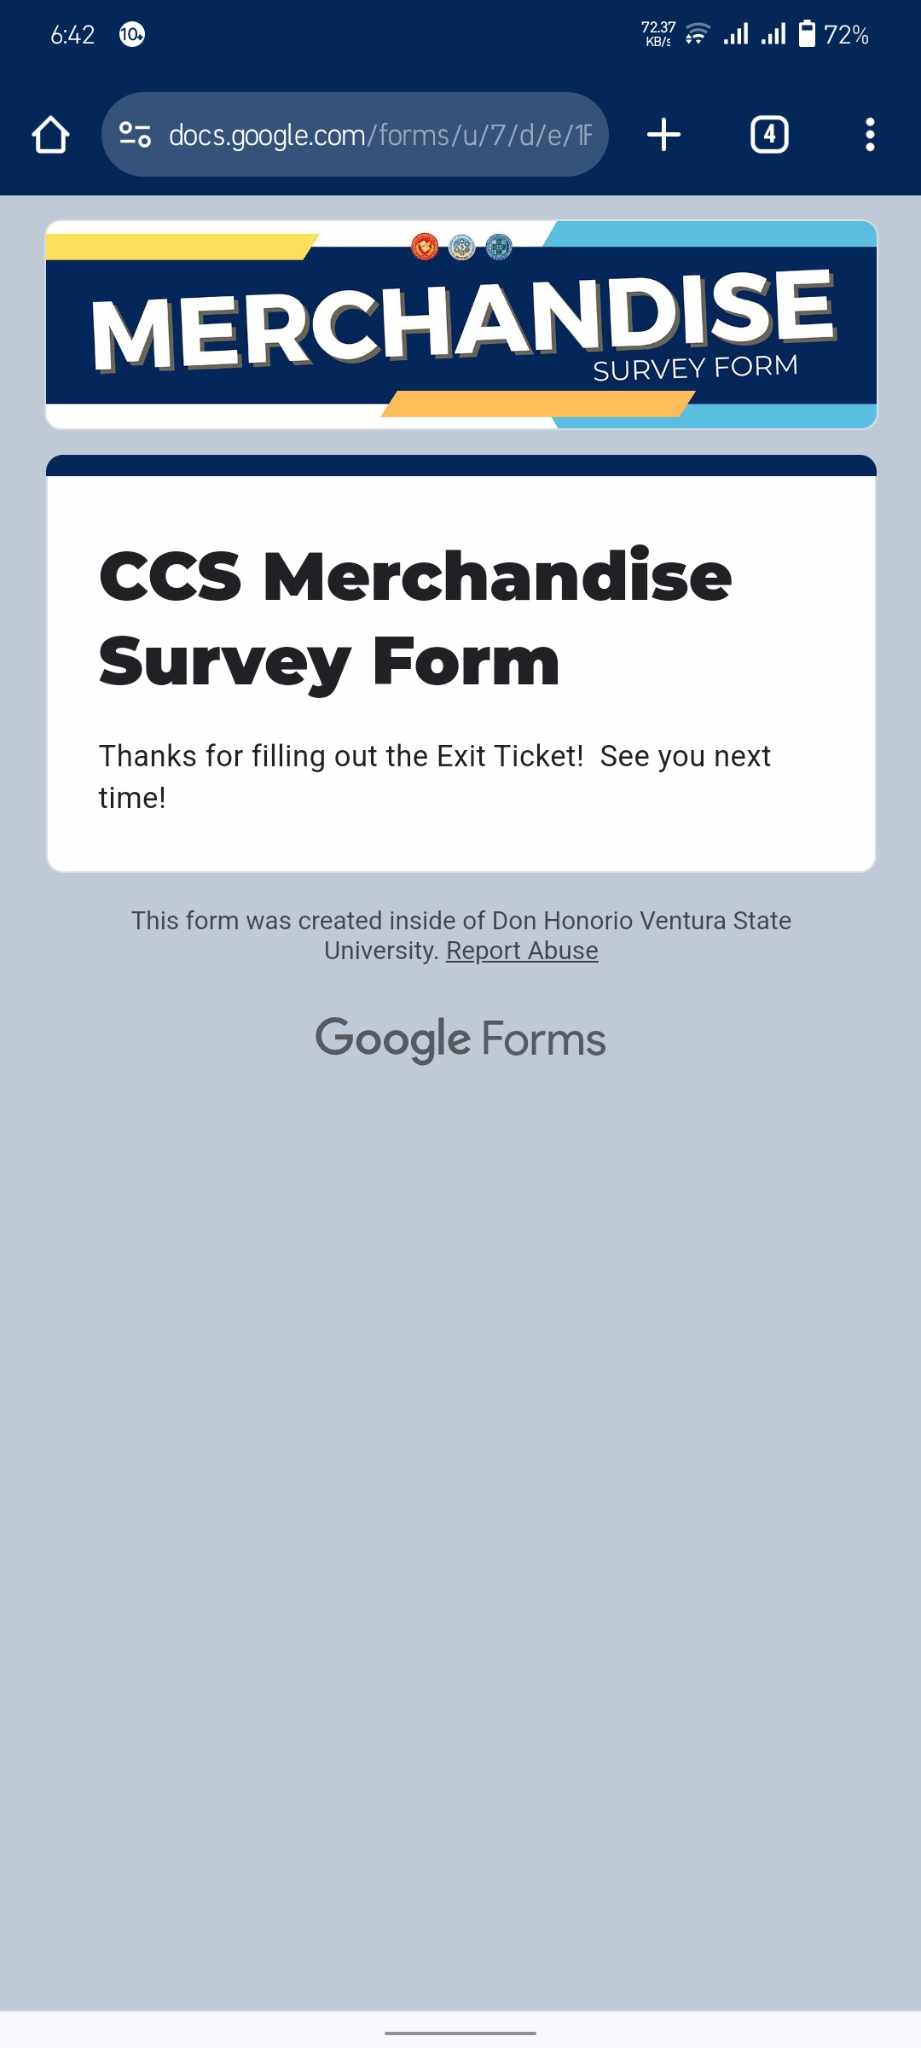 6:42
10+
72.37
KB/s
72%
docs.google.com/forms/u/7/d/e/1F
4
MERCHANDISE
SURVEY FORM
CCS Merchandise
Survey Form
Thanks for filling out the Exit Ticket!  See you next
time!
This form was created inside of Don Honorio Ventura State
University. Report Abuse
Google Forms